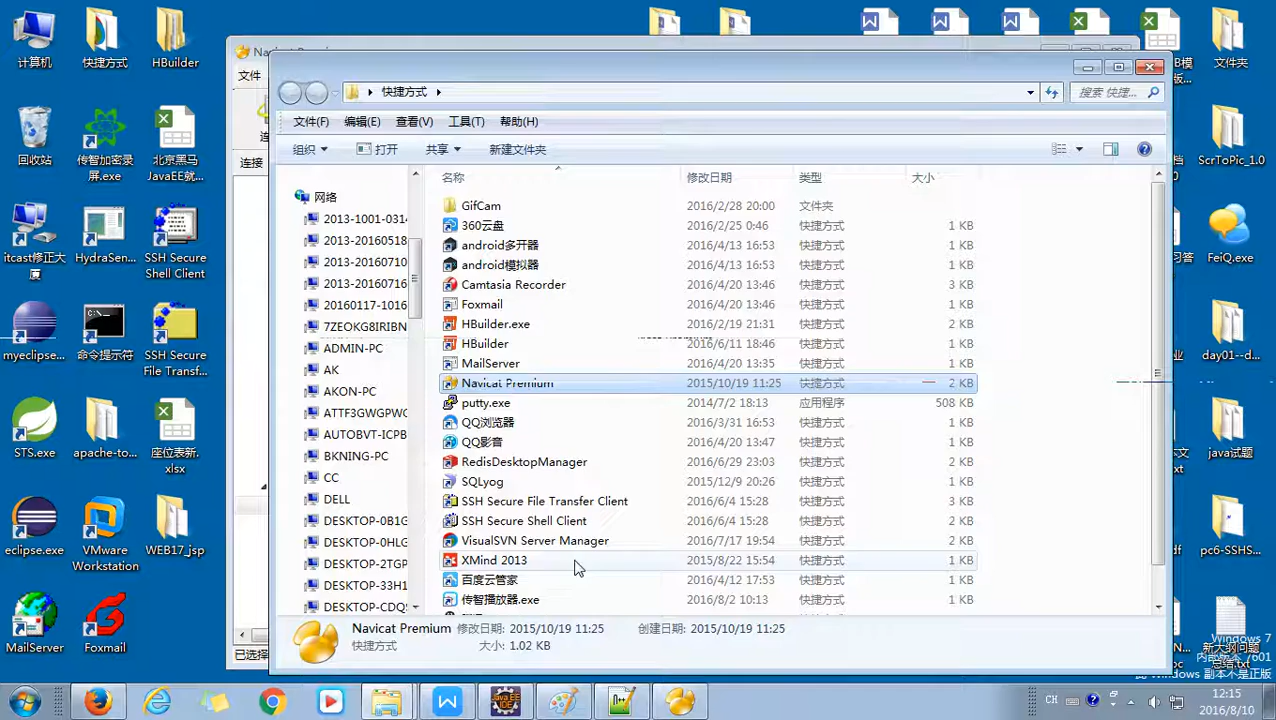 计算机
快捷方式
HBuilder
回收站
传智加密录
屏.exe
北京黑马
JavaEE就...
itcast修正大
HydraSen...
SSH Secure
Shell Client
myeclipse...
命令提示符
SSH Secure
File Transf...
STS.exe
apache-to...
座位表新.
xlsx
eclipse.exe
VMware
Workstation
WEB17_jsp
MailServer
Foxmail
文件
连接
快捷方式
搜索 快捷...
文件(F)
编辑(E)
查看(V)
工具(T)
帮助(H)
组织
打开
共享
新建文件夹
网络
2013-1001-0314
2013-20160518
2013-20160710
2013-20160716
20160117-1016
7ZEOKG8IRIBN
ADMIN-PC
AK
AKON-PC
ATTF3GWGPWC
AUTOBVT-ICPB
BKNING-PC
CC
DELL
DESKTOP-0B1G
DESKTOP-0HLG
DESKTOP-2TGP
DESKTOP-33H1
DESKTOP-CDQS
名称 修改日期 类型 大小
GifCam 2016/2/28 20:00 文件夹
360云盘 2016/2/25 0:46 快捷方式 1 KB
android多开器 2016/4/13 16:53 快捷方式 1 KB
android模拟器 2016/4/13 16:53 快捷方式 1 KB
Camtasia Recorder 2016/4/20 13:46 快捷方式 3 KB
Foxmail 2016/4/20 13:46 快捷方式 1 KB
HBuilder.exe 2016/2/19 21:31 快捷方式 2 KB
HBuilder 2016/6/11 18:46 快捷方式 1 KB
MailServer 2016/4/20 13:35 快捷方式 1 KB
Navicat Premium 2015/10/19 11:25 快捷方式 2 KB
putty.exe 2014/7/2 18:13 应用程序 508 KB
QQ浏览器 2016/3/31 16:53 快捷方式 1 KB
QQ影音 2016/4/20 13:47 快捷方式 1 KB
RedisDesktopManager 2016/6/29 23:03 快捷方式 1 KB
SQLyog 2015/12/9 20:26 快捷方式 1 KB
SSH Secure File Transfer Client 2016/6/4 15:28 快捷方式 3 KB
SSH Secure Shell Client 2016/6/4 15:28 快捷方式 1 KB
VisualSVN Server Manager 2016/7/17 19:54 快捷方式 1 KB
XMind 2013 2015/8/22 15:54 快捷方式 1 KB
百度云管家 2016/4/12 17:53 快捷方式 1 KB
传智播放器.exe 2016/8/2 10:13 快捷方式 1 KB
Navicat Premium 修改日期: 2015/10/19 11:25 创建日期: 2015/10/19 11:25
快捷方式 大小: 1.02 KB
已选择
文件夹
ScrToPic_1.0
FeiQ.exe
day01--d...
java试题
pc6-SSHS...
Windows 7
CH
12:15
2016/8/10